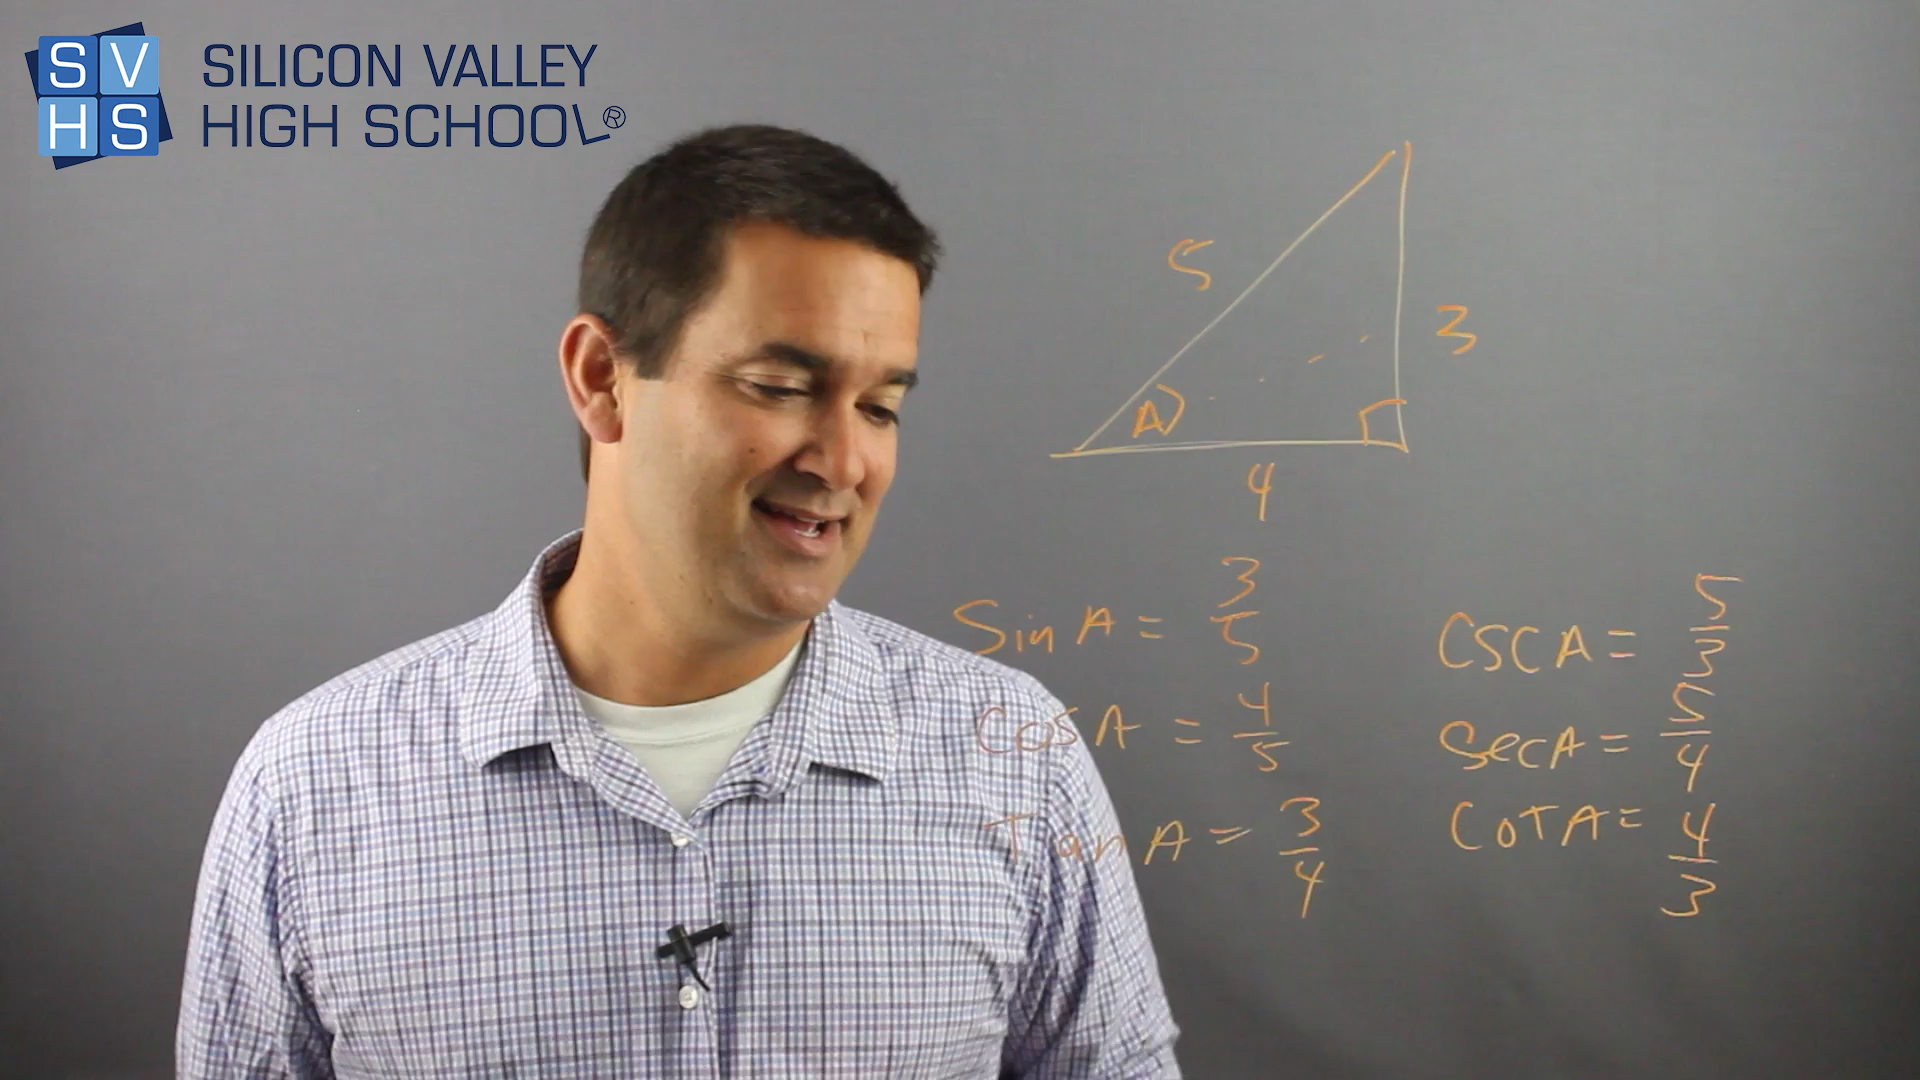 SV
HS
SILICON VALLEY
HIGH SCHOOL®
5
3
A
4
Sin A = 3/5
CSC A = 5/3
Cos A = 4/5
Sec A = 5/4
Tan A = 3/4
Cot A = 4/3